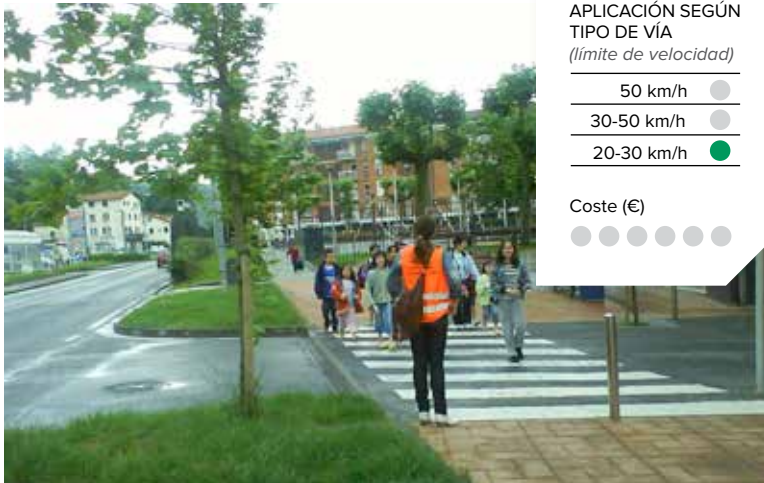 APLICACIÓN SEGÚN
TIPO DE VÍA
(límite de velocidad)
50 km/h
30-50 km/h
20-30 km/h
Coste (€)